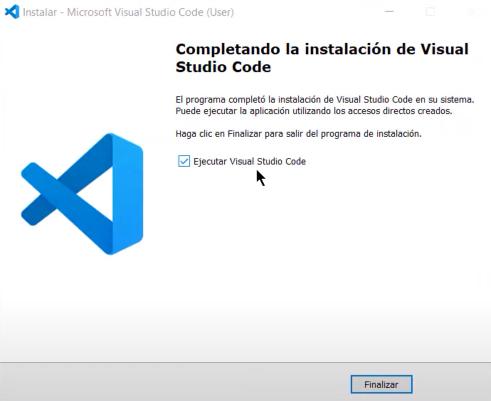 Instalar - Microsoft Visual Studio Code (User)
Completando la instalación de Visual
Studio Code
El programa completó la instalación de Visual Studio Code en su sistema.
Puede ejecutar la aplicación utilizando los accesos directos creados.
Haga clic en Finalizar para salir del programa de instalación.
Ejecutar Visual Studio Code
Finalizar